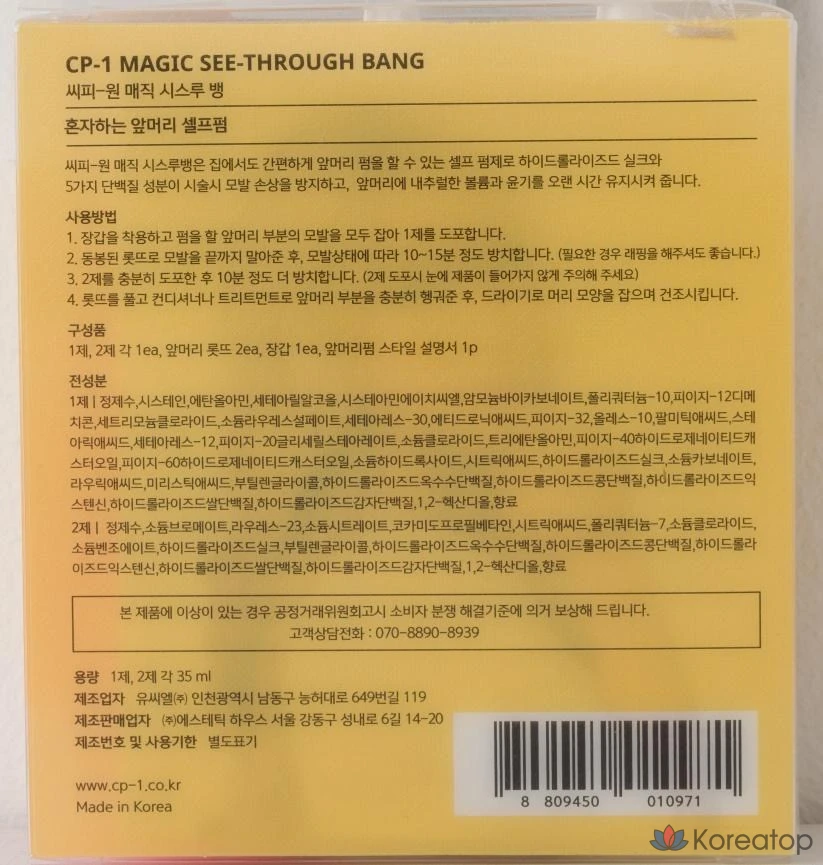 CP-1 MAGIC SEE-THROUGH BANG
씨피-원 매직 시스루 뱅
혼자하는 앞머리 셀프펌
씨피-원 매직 시스루뱅은 집에서도 간편하게 앞머리 펌을 할 수 있는 셀프 펌제로 하이드롤라이즈드 실크와
5가지 단백질 성분이 시술시 모발 손상을 방지하고, 앞머리에 내추럴한 볼륨과 윤기를 오랜 시간 유지시켜 줍니다.
사용방법
1. 장갑을 착용하고 펌을 할 앞머리 부분의 모발을 모두 잡아 1제를 도포합니다.
2. 동봉된 롯뜨로 모발을 끝까지 말아준 후, 모발상태에 따라 10~15분 정도 방치합니다. (필요한 경우 래핑을 해주셔도 좋습니다.)
3. 2제를 충분히 도포한 후 10분 정도 더 방치합니다. (2제 도포시 눈에 제품이 들어가지 않게 주의해 주세요)
4. 롯뜨를 풀고 컨디셔너나 트리트먼트로 앞머리 부분을 충분히 헹궈준 후, 드라이기로 머리 모양을 잡으며 건조시킵니다.
구성품
1제, 2제 각 1ea, 앞머리 롯뜨 2ea, 장갑 1ea, 앞머리펌 스타일 설명서 1p
전성분
1제 | 정제수,시스테인,에탄올아민,세테아릴알코올,시스테아민에이치씨엘,암모늄바이카보네이트,폴리쿼터늄-10,피이지-12디메
치콘,세트리모늄클로라이드,소듐라우레스설페이트,세테아레스-30,에티드로닉애씨드,피이지-32,올레스-10,팔미틱애씨드,스테
아릭애씨드,세테아레스-12,피이지-20글리세릴스테아레이트,소듐클로라이드,트리에탄올아민,피이지-40하이드로제네이티드캐
스터오일,피이지-60하이드로제네이티드캐스터오일,소듐하이드록사이드,시트릭애씨드,하이드롤라이즈드실크,소듐카보네이트,
라우릭애씨드,미리스틱애씨드,부틸렌글라이콜,하이드롤라이즈드옥수수단백질,하이드롤라이즈드콩단백질,하이드롤라이즈드익
스텐신,하이드롤라이즈드쌀단백질,하이드롤라이즈드감자단백질,1,2-헥산디올,향료
2제 | 정제수,소듐브로메이트,라우레스-23,소듐시트레이트,코카미도프로필베타인,시트릭애씨드,폴리쿼터늄-7,소듐클로라이드,
소듐벤조에이트,하이드롤라이즈드실크,부틸렌글라이콜,하이드롤라이즈드옥수수단백질,하이드롤라이즈드콩단백질,하이드롤라
이즈드익스텐신,하이드롤라이즈드쌀단백질,하이드롤라이즈드감자단백질,1,2-헥산디올,향료
본 제품에 이상이 있는 경우 공정거래위원회고시 소비자 분쟁 해결기준에 의거 보상해 드립니다.
고객상담전화 : 070-8890-8939
용량 1제, 2제 각 35 ml
제조업자 유씨엘㈜ 인천광역시 남동구 능허대로 649번길 119
제조판매업자 ㈜에스테틱 하우스 서울 강동구 성내로 6길 14-20
제조번호 및 사용기한 별도표기
www.cp-1.co.kr
Made in Korea
8 809450 010971
Koreatop